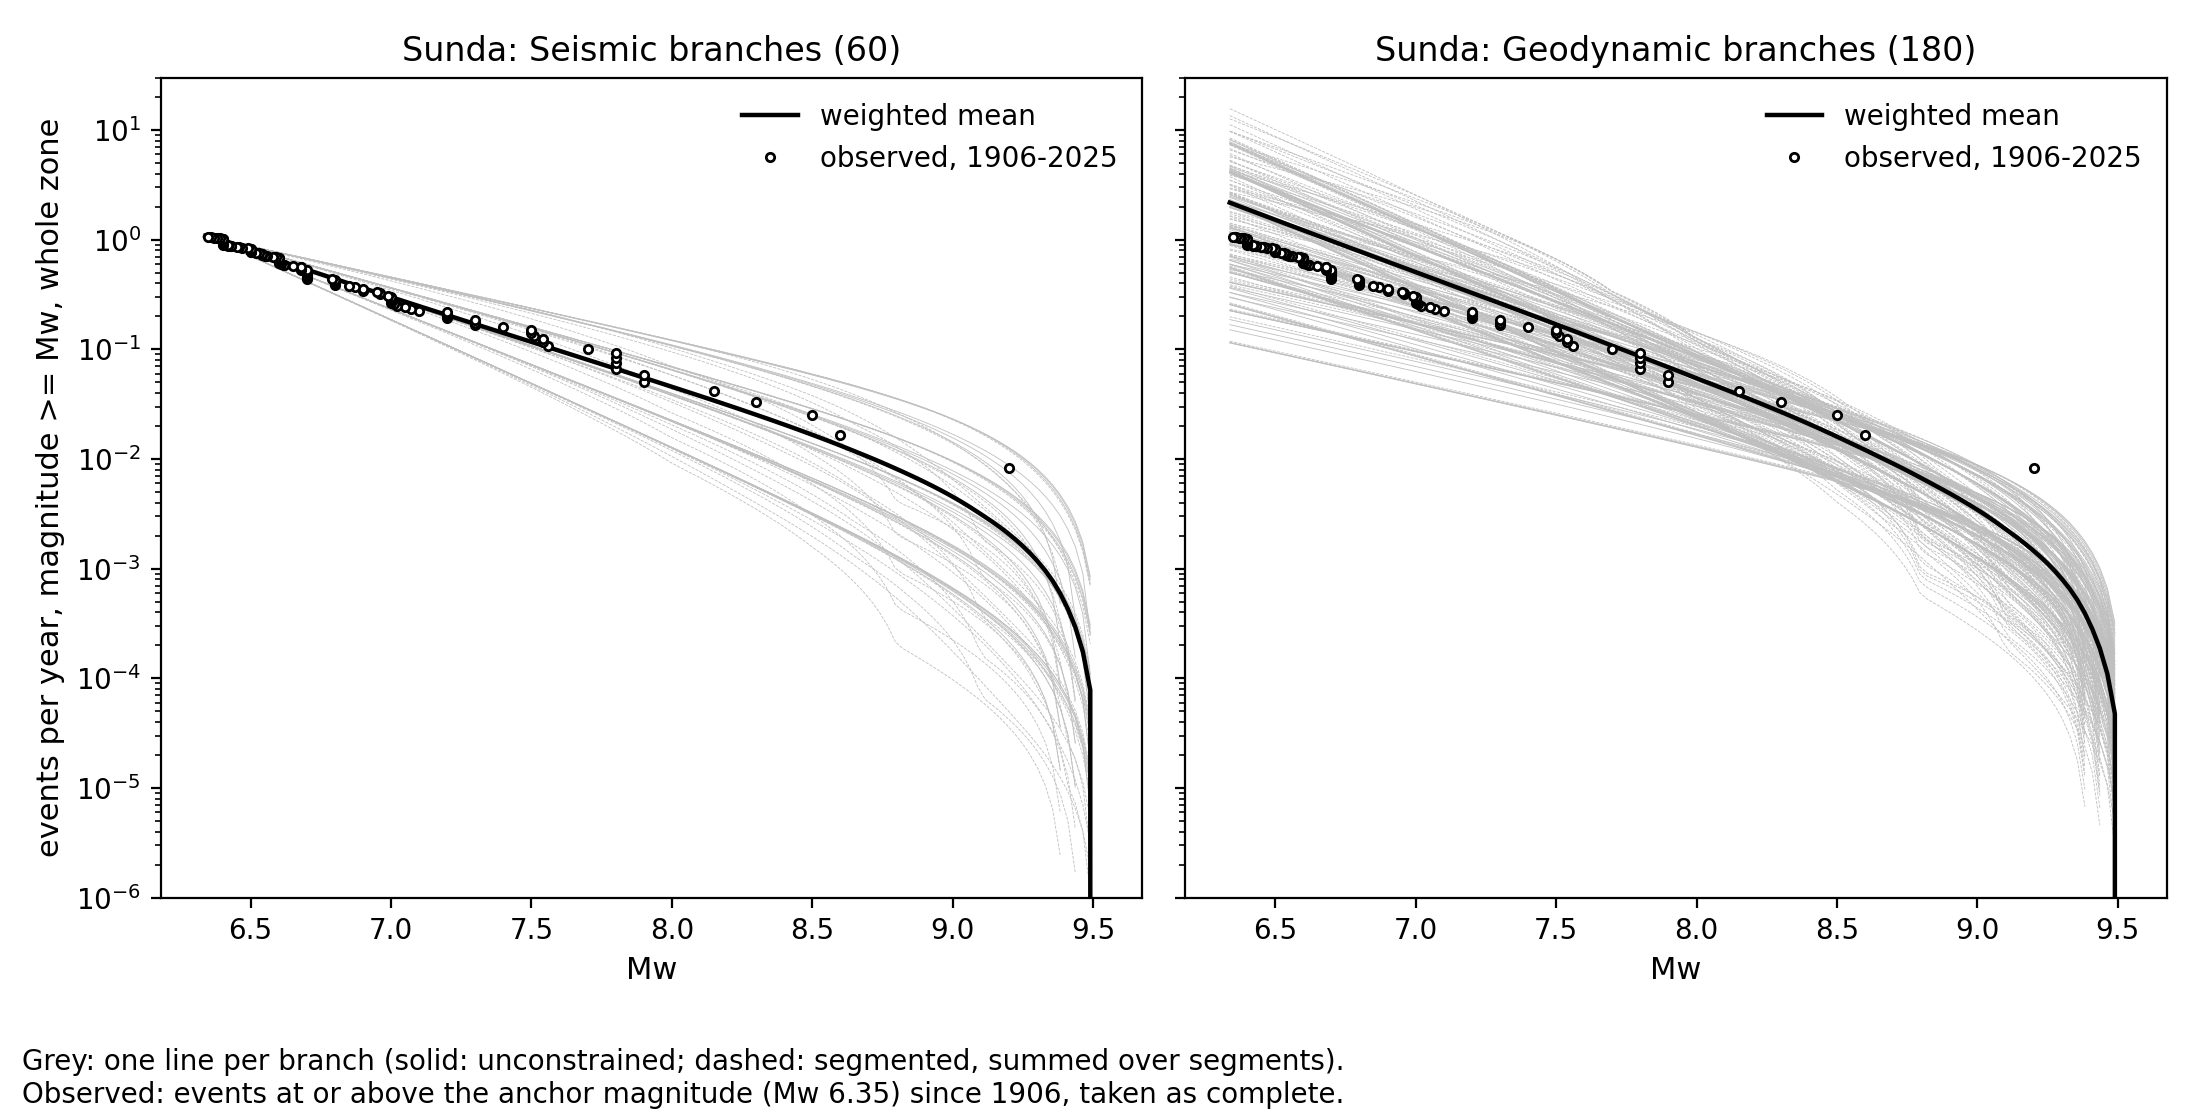 Sunda: Seismic branches (60)
Sunda: Geodynamic branches (180)
weighted mean
observed, 1906-2025
weighted mean
observed, 1906-2025
events per year, magnitude >= Mw, whole zone
10¹
10⁰
10⁻¹
10⁻²
10⁻³
10⁻⁴
10⁻⁵
10⁻⁶
6.5 7.0 7.5 8.0 8.5 9.0 9.5
6.5 7.0 7.5 8.0 8.5 9.0 9.5
Mw
Mw
Grey: one line per branch (solid: unconstrained; dashed: segmented, summed over segments).
Observed: events at or above the anchor magnitude (Mw 6.35) since 1906, taken as complete.